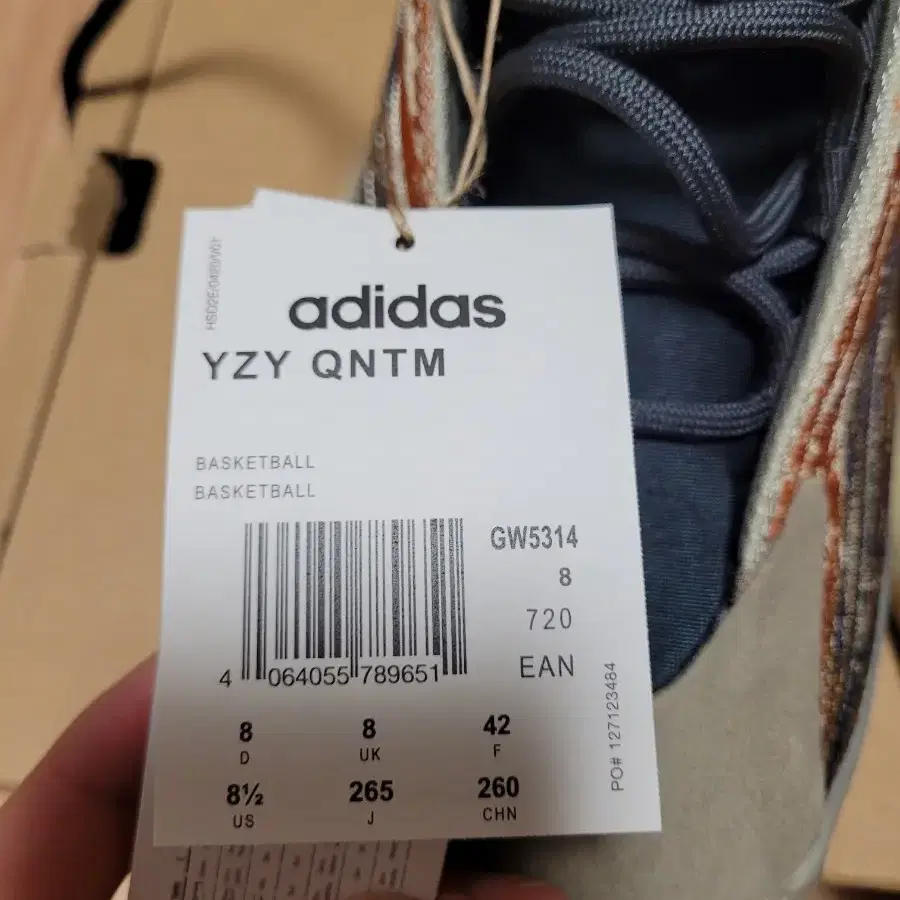 adidas
YZY QNTM
BASKETBALL
BASKETBALL
GW5314
8
720
EAN
4 064055 789651
PO# 127123484
8 8 42
D UK F
8½ 265 260
US J CHN